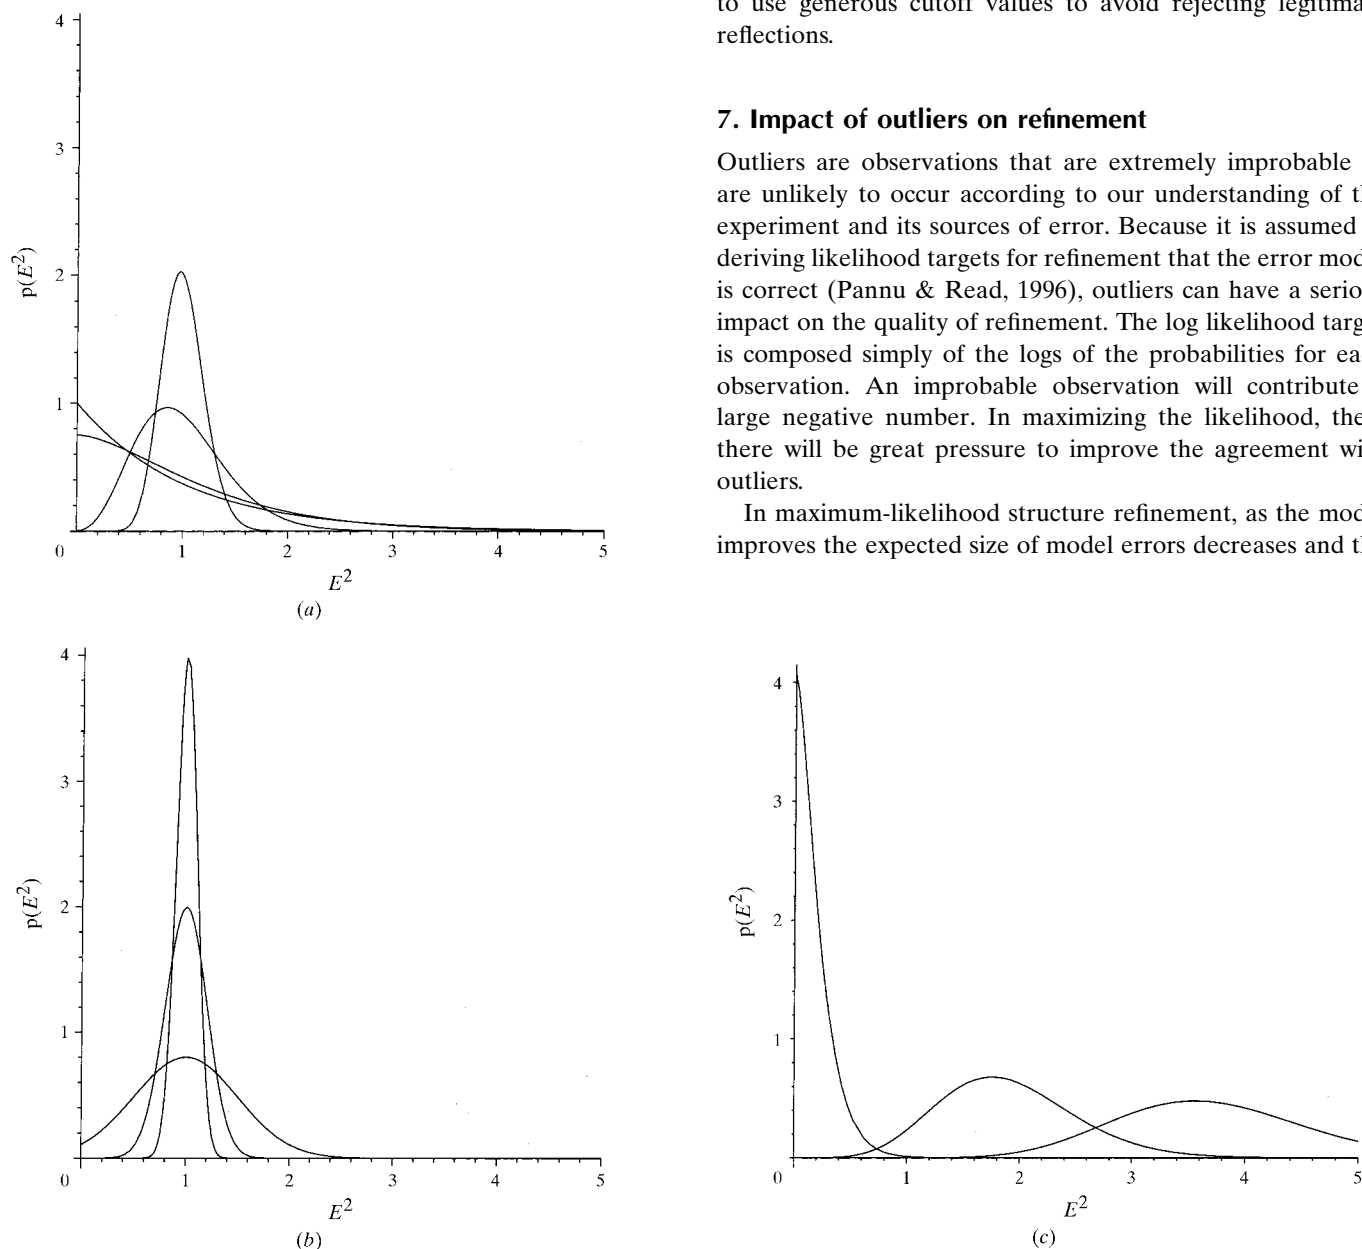 to use generous cutoff values to avoid rejecting legitima
reflections.
7. Impact of outliers on refinement
Outliers are observations that are extremely improbable
are unlikely to occur according to our understanding of t
experiment and its sources of error. Because it is assumed
deriving likelihood targets for refinement that the error mod
is correct (Pannu & Read, 1996), outliers can have a serio
impact on the quality of refinement. The log likelihood targ
is composed simply of the logs of the probabilities for ea
observation. An improbable observation will contribute
large negative number. In maximizing the likelihood, the
there will be great pressure to improve the agreement wi
outliers.
In maximum-likelihood structure refinement, as the mod
improves the expected size of model errors decreases and t
4
3
2
1
0 1 2 3 4 5
p(E²)
E²
(a)
4
3
2
1
0 1 2 3 4 5
p(E²)
E²
(b)
4
3
2
1
0 1 2 3 4 5
p(E²)
E²
(c)